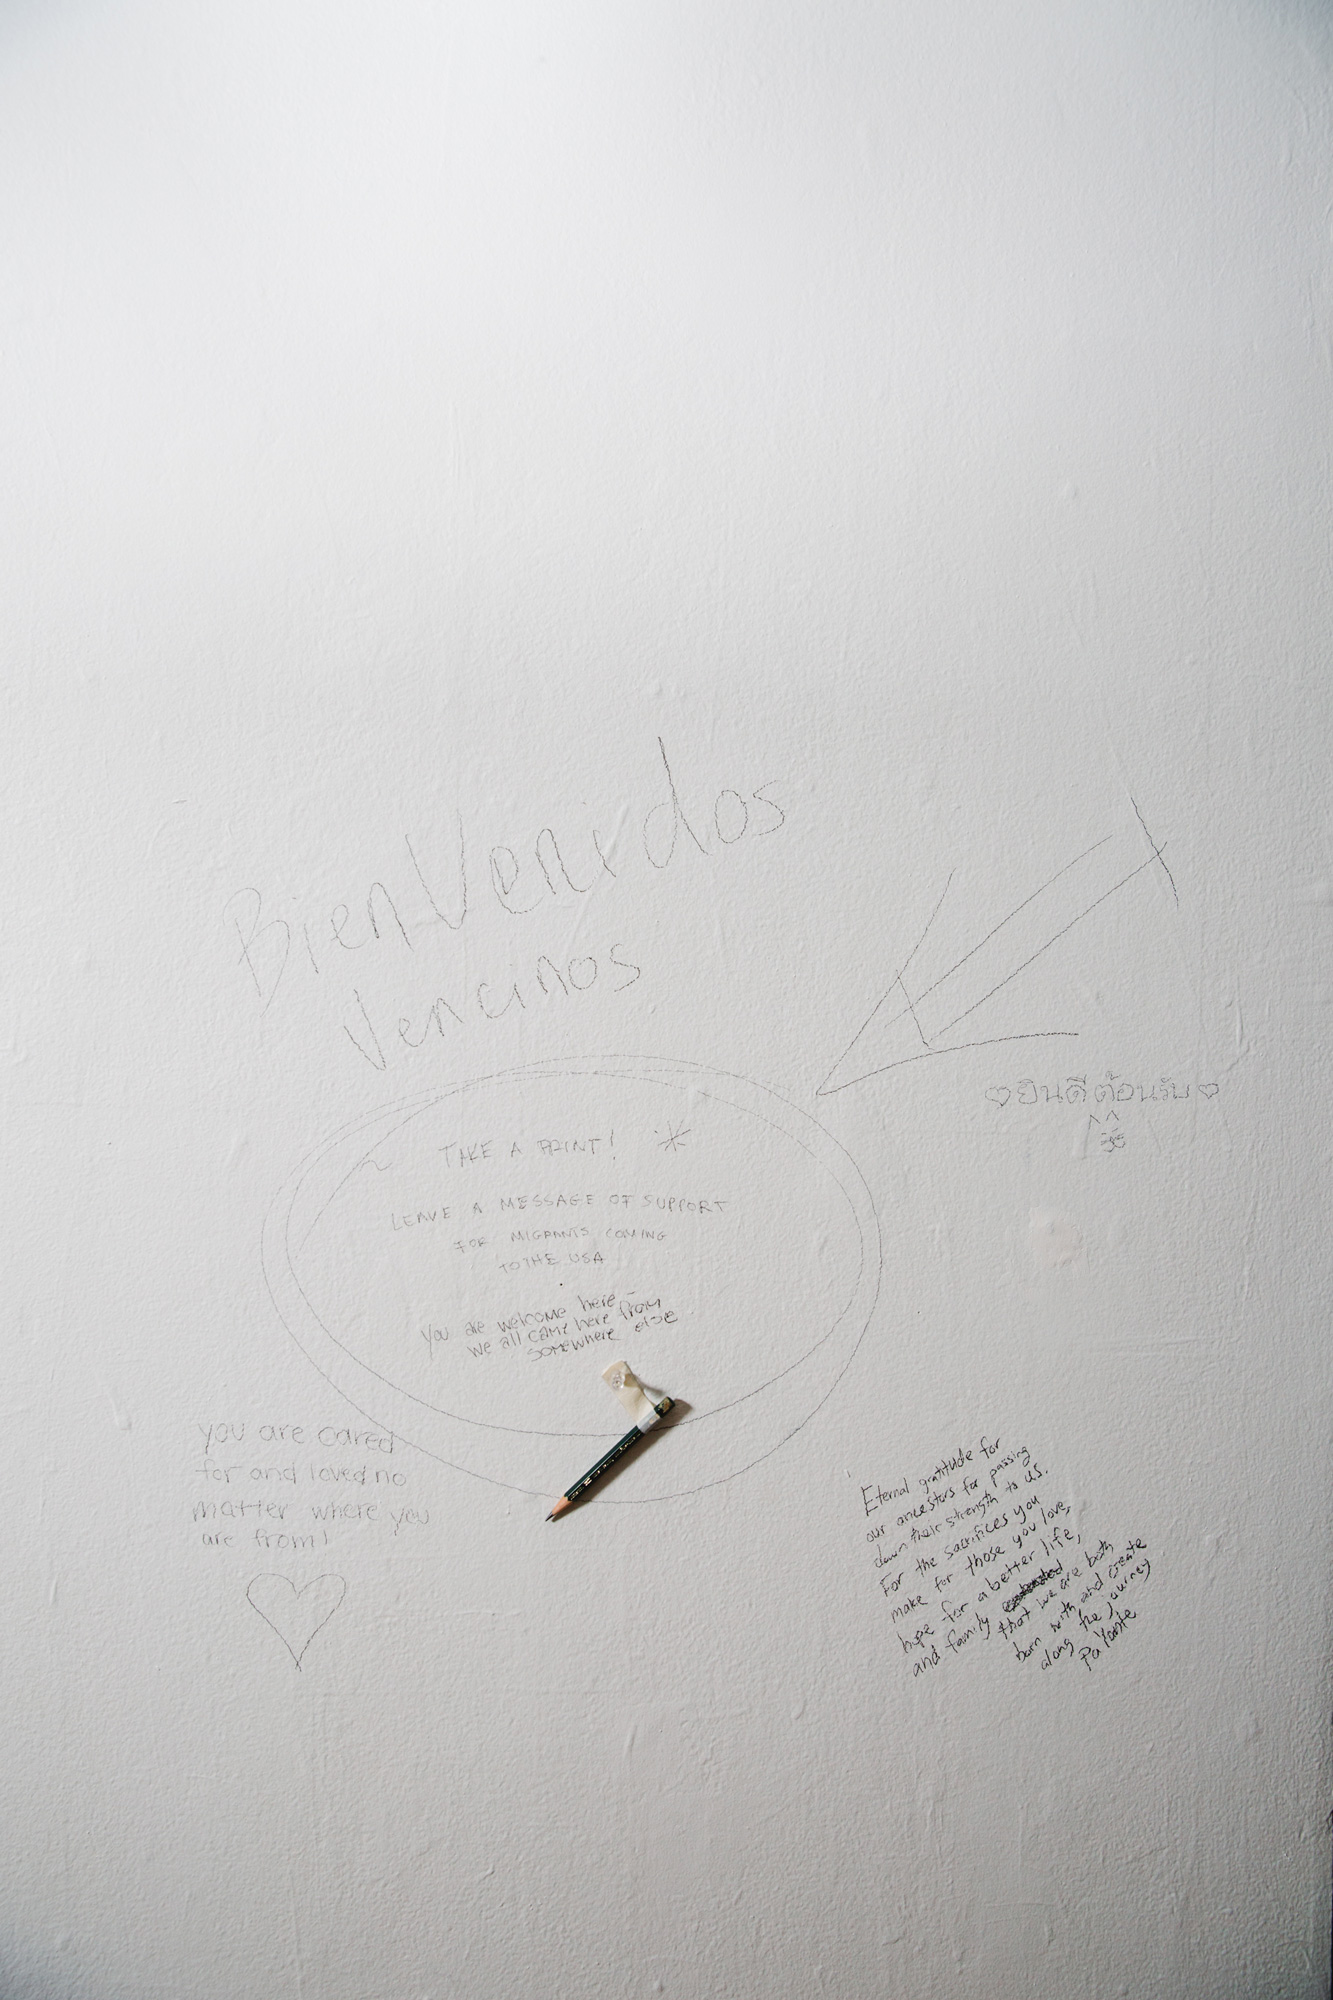 BienVenidos
Vencinos
♡ยินดีต้อนรับ♡
TAKE A PRINT!
LEAVE A MESSAGE OF SUPPORT
FOR MIGRANTS COMING
TO THE USA
you are welcome here -
we all came here from
somewhere else
you are cared
for and loved no
matter where you
are from!
Eternal gratitude for
our ancestors for passing
down their strength to us.
For the sacrifices you
make for those you love,
hope for a better life,
and family that we are both
born with and create
along the journey